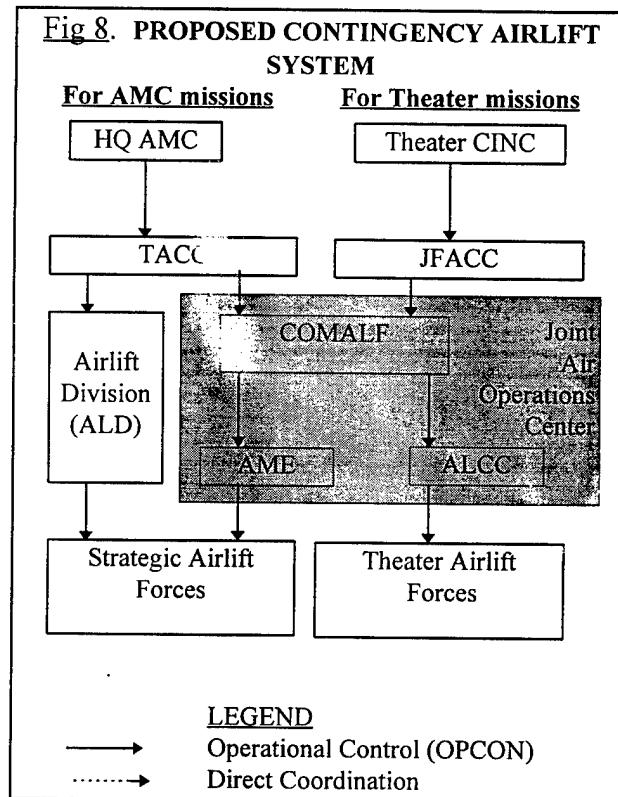 Fig 8. PROPOSED CONTINGENCY AIRLIFT
SYSTEM
For AMC missions
For Theater missions
HQ AMC
Theater CINC
TACC
JFACC
Airlift
Division
(ALD)
COMALF
Joint
Air
Operations
Center
AME
ALCC
Strategic Airlift
Forces
Theater Airlift
Forces
LEGEND
Operational Control (OPCON)
Direct Coordination